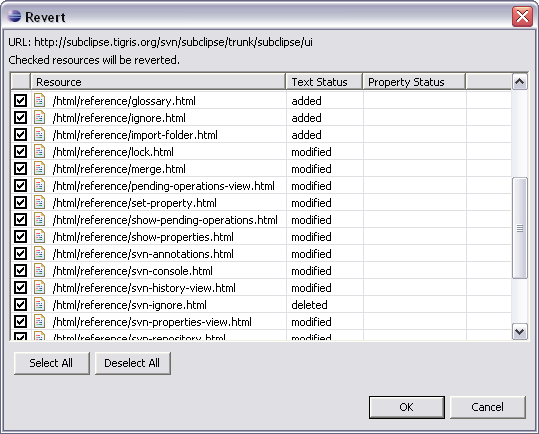 Revert
URL: http://subclipse.tigris.org/svn/subclipse/trunk/subclipse/ui
Checked resources will be reverted.
Resource Text Status Property Status
/html/reference/glossary.html added
/html/reference/ignore.html added
/html/reference/import-folder.html added
/html/reference/lock.html modified
/html/reference/merge.html modified
/html/reference/pending-operations-view.html modified
/html/reference/set-property.html modified
/html/reference/show-pending-operations.html modified
/html/reference/show-properties.html modified
/html/reference/svn-annotations.html modified
/html/reference/svn-console.html modified
/html/reference/svn-history-view.html modified
/html/reference/svn-ignore.html deleted
/html/reference/svn-properties-view.html modified
/html/reference/svn-repository.html modified
Select All Deselect All
OK Cancel